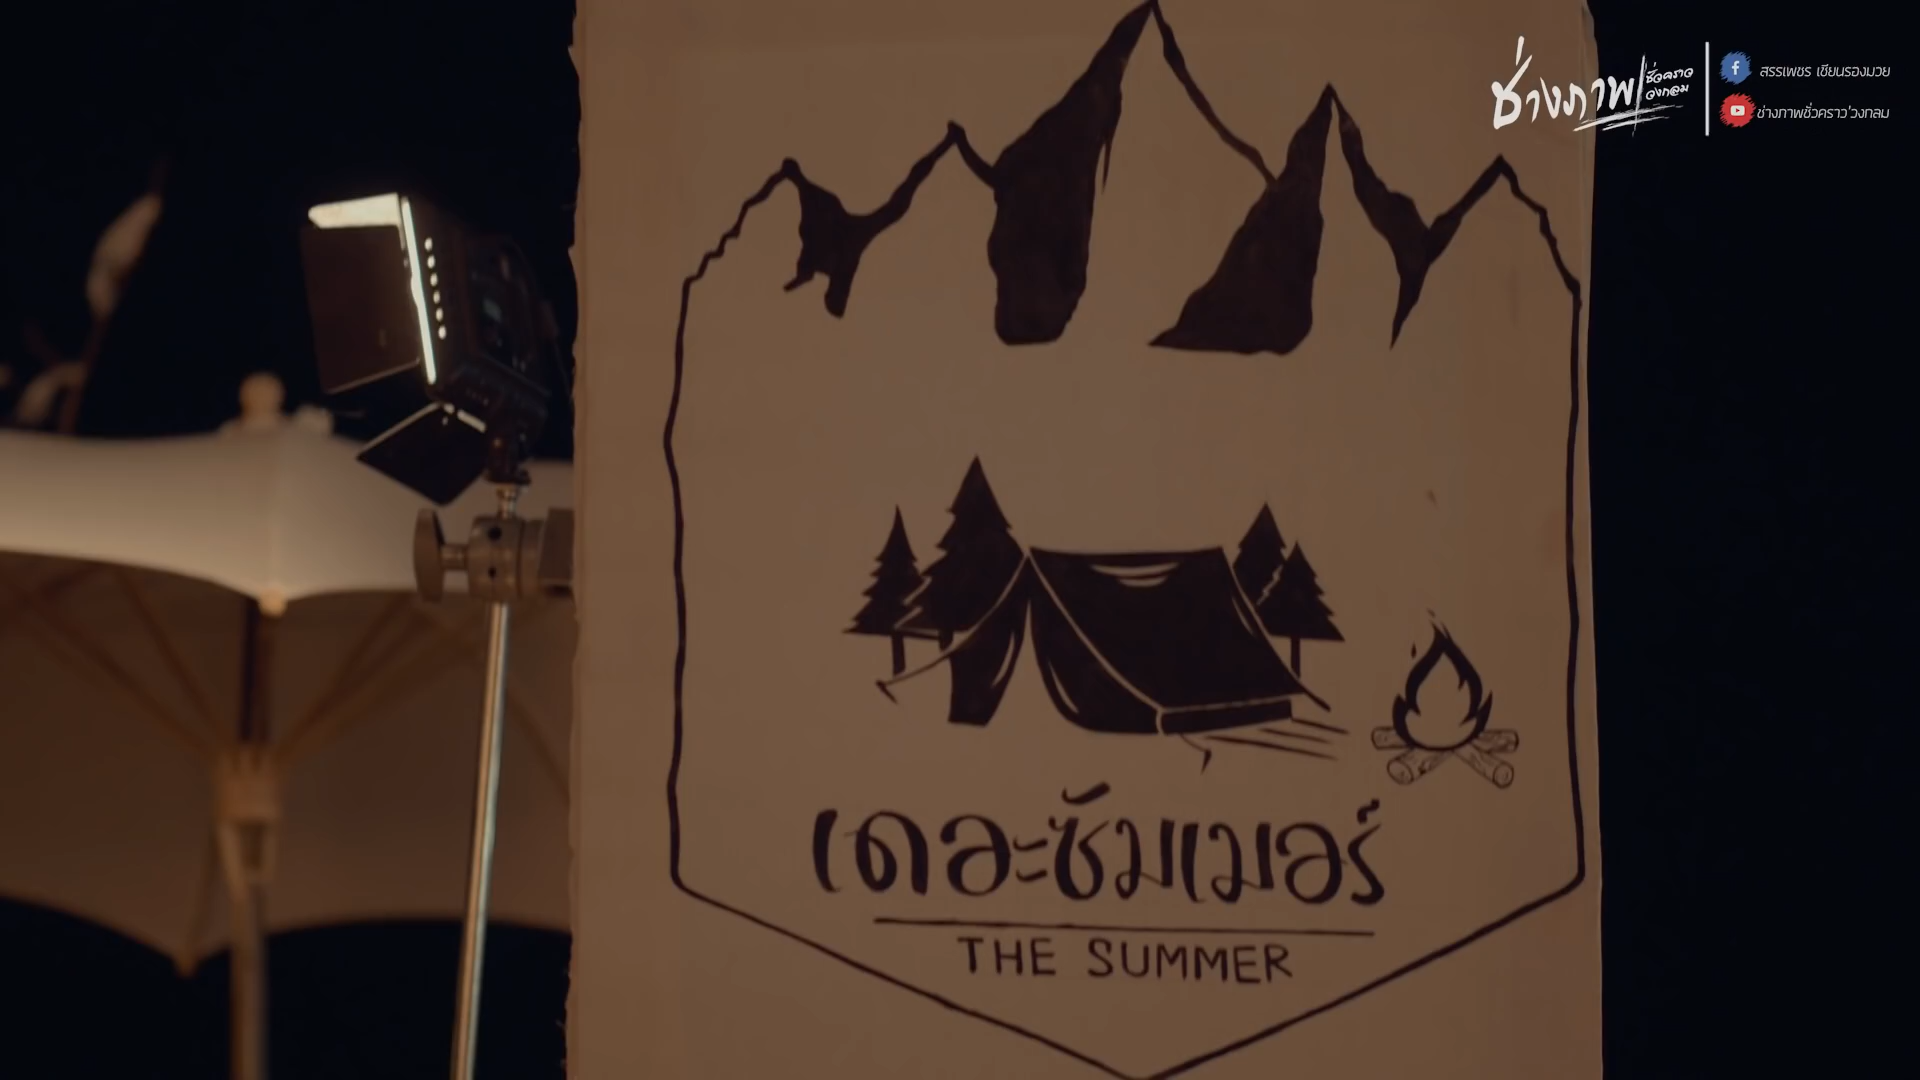 ช่างภาพ
ชั่วคราว
วงกลม
สรรเพชร เขียนรองมวย
ช่างภาพชั่วคราว'วงกลม
เดอะซัมเมอร์
THE SUMMER